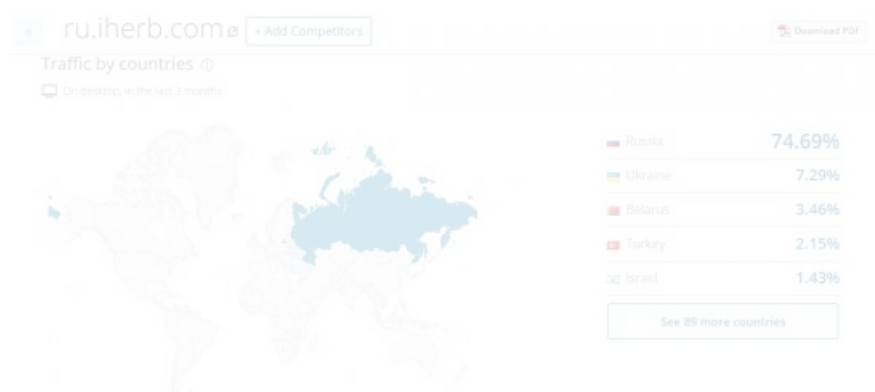 ru.iherb.com + Add Competitors Download PDF
Traffic by countries
On desktop, in the last 3 months
Russia 74.69%
Ukraine 7.29%
Belarus 3.46%
Turkey 2.15%
Israel 1.43%
See 89 more countries